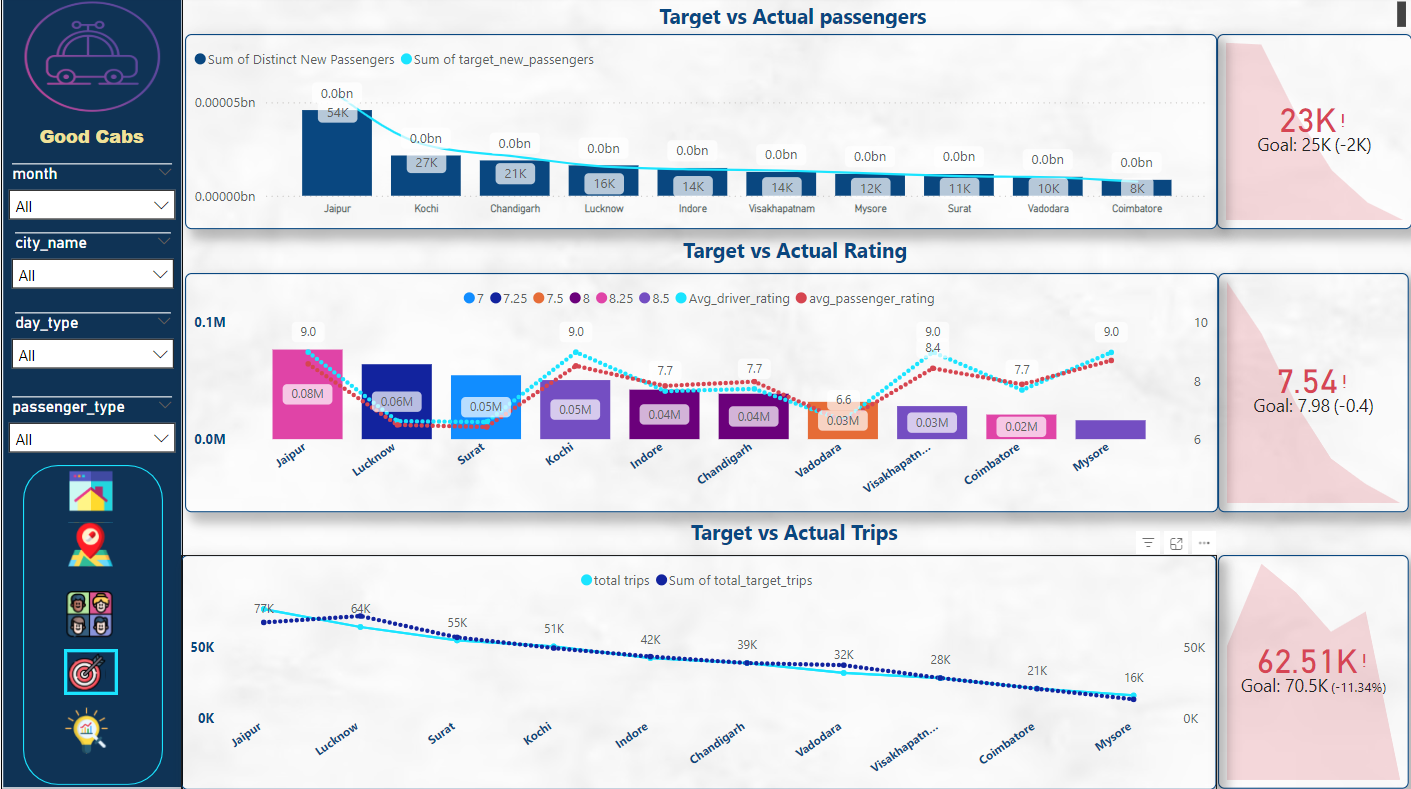 Good Cabs
month
All
city_name
All
day_type
All
passenger_type
All
Target vs Actual passengers
Sum of Distinct New Passengers Sum of target_new_passengers
0.00005bn
0.00000bn
0.0bn 0.0bn 0.0bn 0.0bn 0.0bn 0.0bn 0.0bn 0.0bn 0.0bn 0.0bn
54K 27K 21K 16K 14K 14K 12K 11K 10K 8K
Jaipur Kochi Chandigarh Lucknow Indore Visakhapatnam Mysore Surat Vadodara Coimbatore
23K!
Goal: 25K (-2K)
Target vs Actual Rating
7 7.25 7.5 8 8.25 8.5 Avg_driver_rating avg_passenger_rating
0.1M
0.0M
10
8
6
9.0 9.0 7.7 7.7 6.6 9.0 8.4 7.7 9.0
0.08M 0.06M 0.05M 0.05M 0.04M 0.04M 0.03M 0.03M 0.02M
Jaipur Lucknow Surat Kochi Indore Chandigarh Vadodara Visakhapatn... Coimbatore Mysore
7.54!
Goal: 7.98 (-0.4)
Target vs Actual Trips
total trips Sum of total_target_trips
50K
0K
50K
0K
77K 64K 55K 51K 42K 39K 32K 28K 21K 16K
Jaipur Lucknow Surat Kochi Indore Chandigarh Vadodara Visakhapatn... Coimbatore Mysore
62.51K!
Goal: 70.5K (-11.34%)